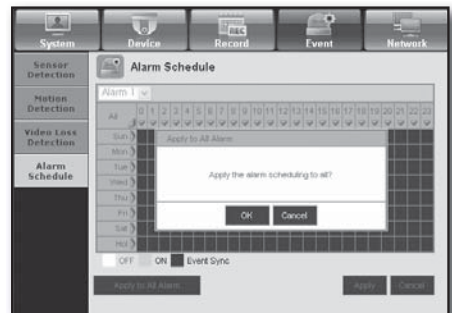 System Device Record Event Network
REC
Sensor
Detection
Motion
Detection
Video Loss
Detection
Alarm
Schedule
Alarm Schedule
Alarm 1
All 0 1 2 3 4 5 6 7 8 9 10 11 12 13 14 15 16 17 18 19 20 21 22 23
Sun
Mon
Tue
Wed
Thu
Fri
Sat
Hol
Apply to All Alarm
Apply the alarm scheduling to all?
OK Cancel
OFF ON Event Sync
Apply to All Alarm Apply Cancel